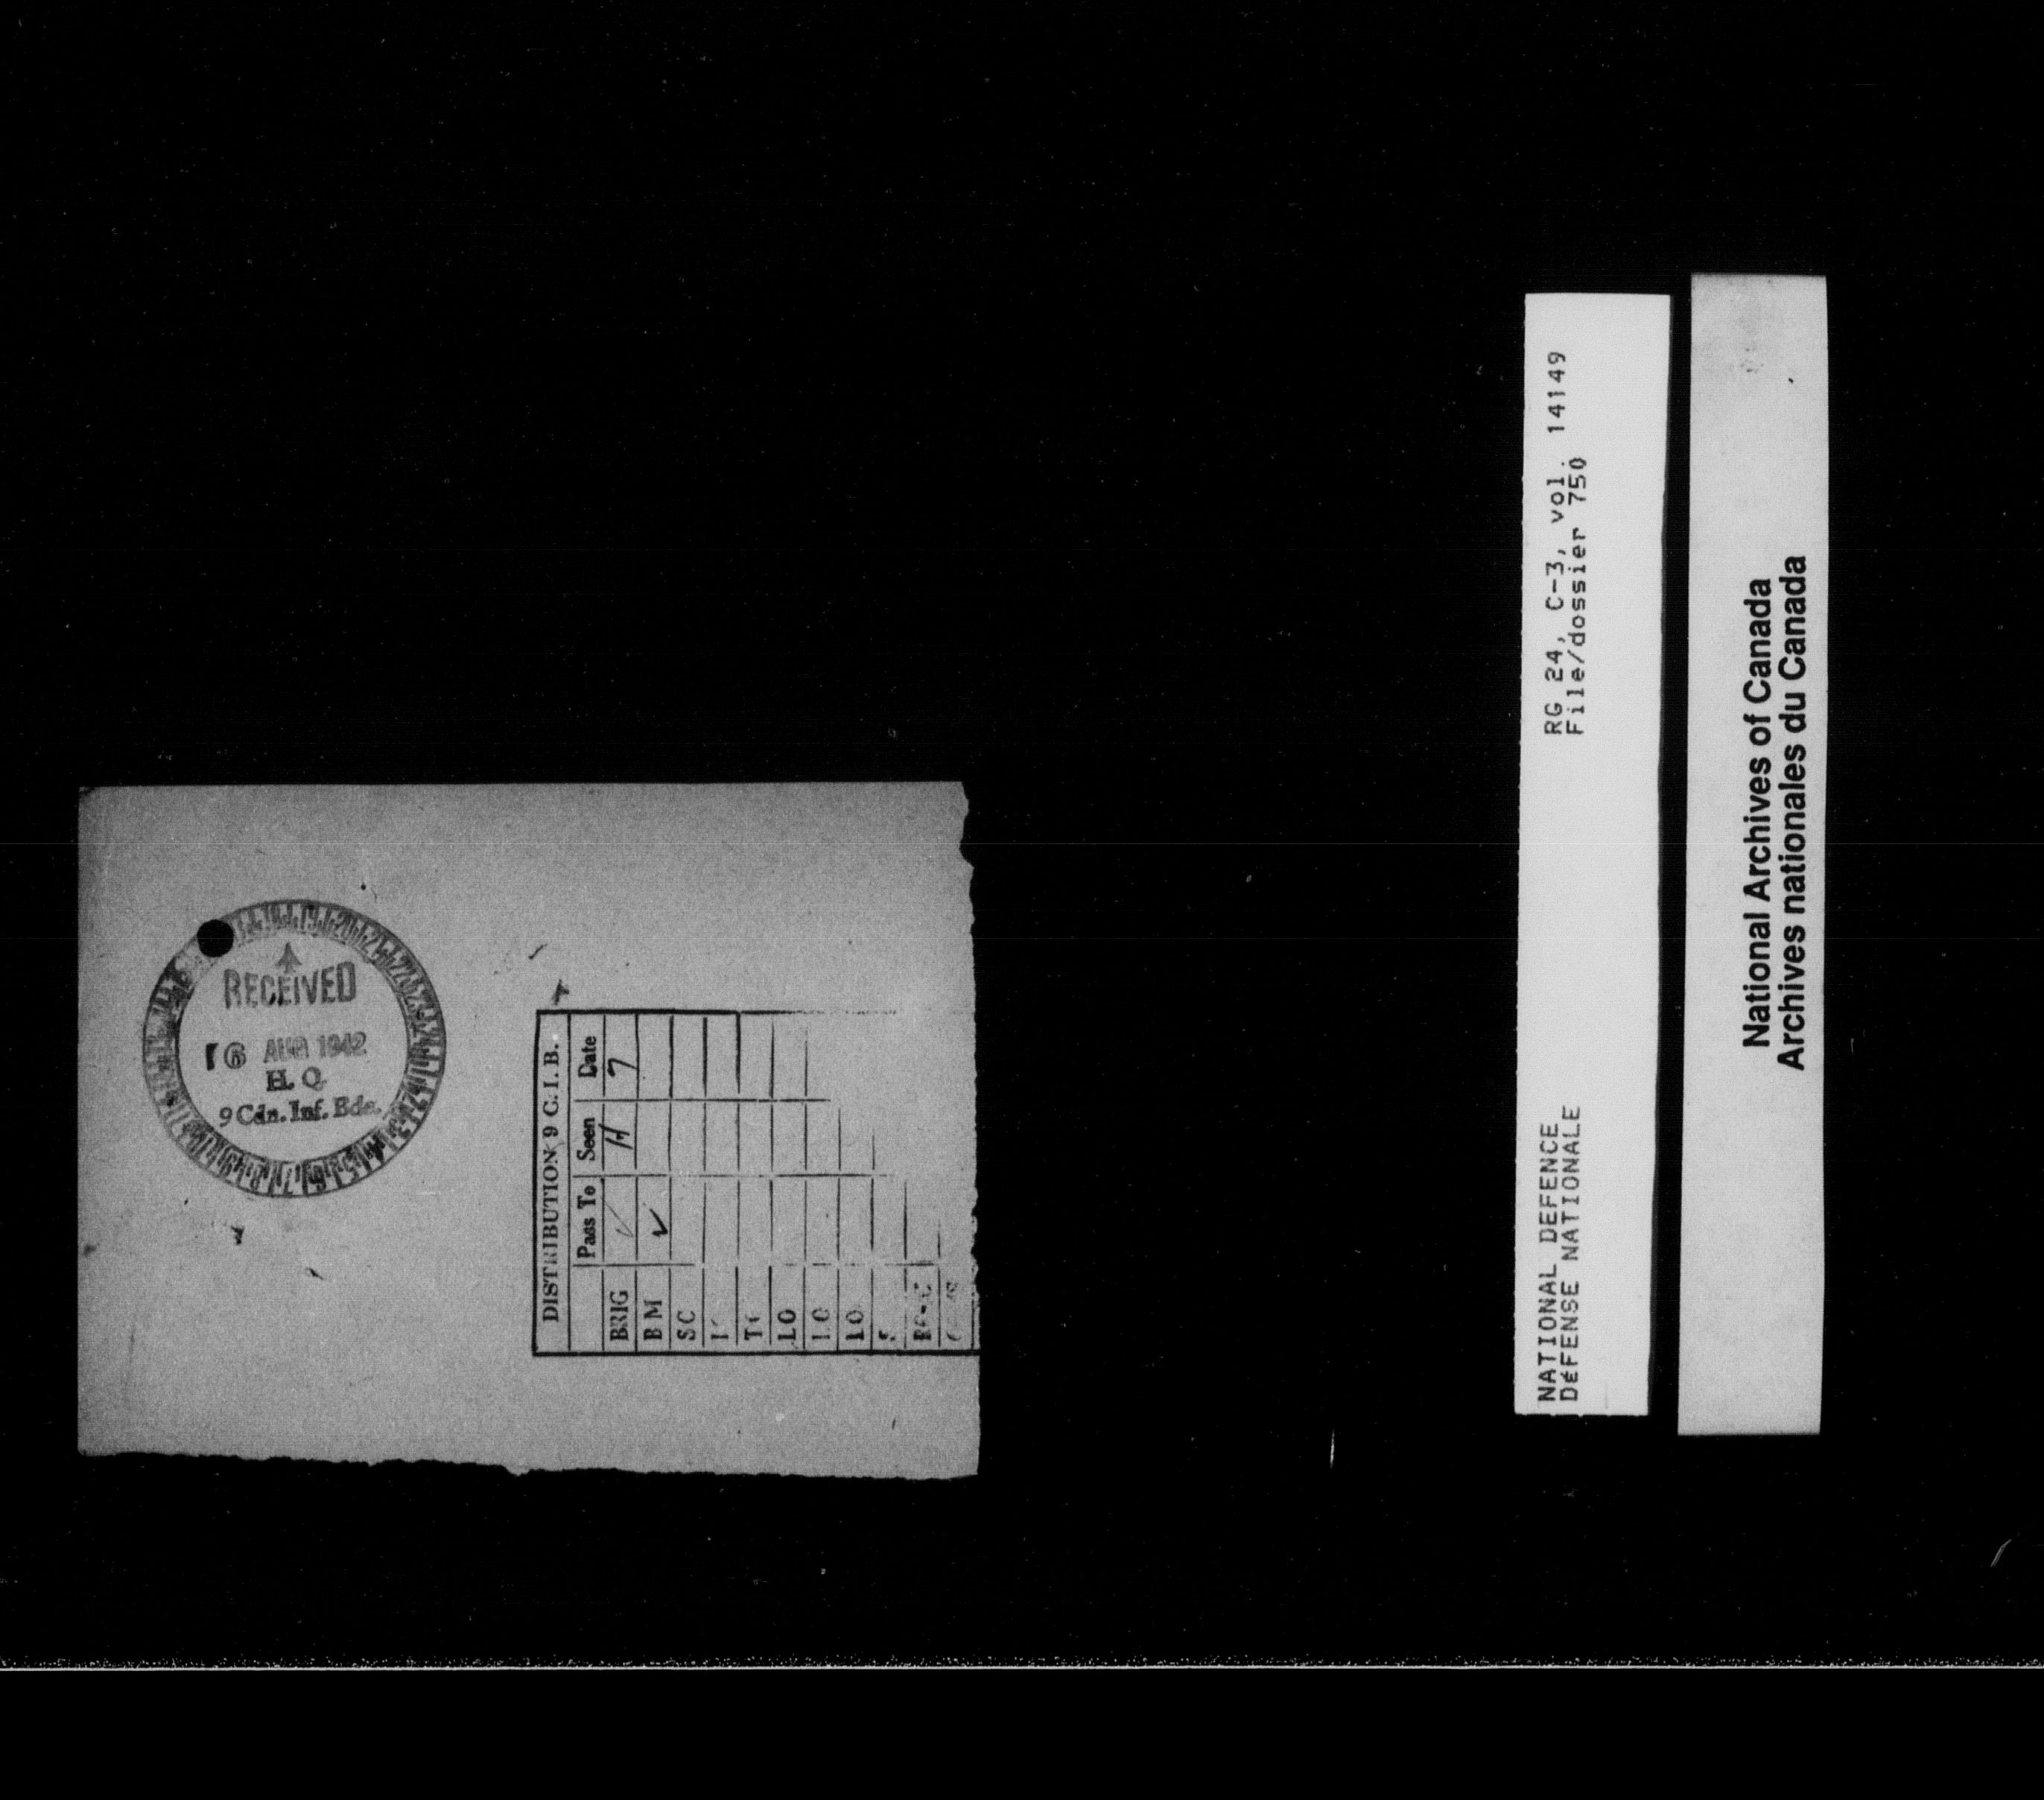 RECEIVED
16 AUG 1942
H. Q.
9 Cdn. Inf. Bde.
DISTRIBUTION 9 C. I. B.
Pass To Seen Date
BRIG ✓ H 7
B M ✓
S C
LO
LO
LO
NATIONAL DEFENCE RG 24, C-3, vol. 14149
DÉFENSE NATIONALE File/dossier 750
National Archives of Canada
Archives nationales du Canada